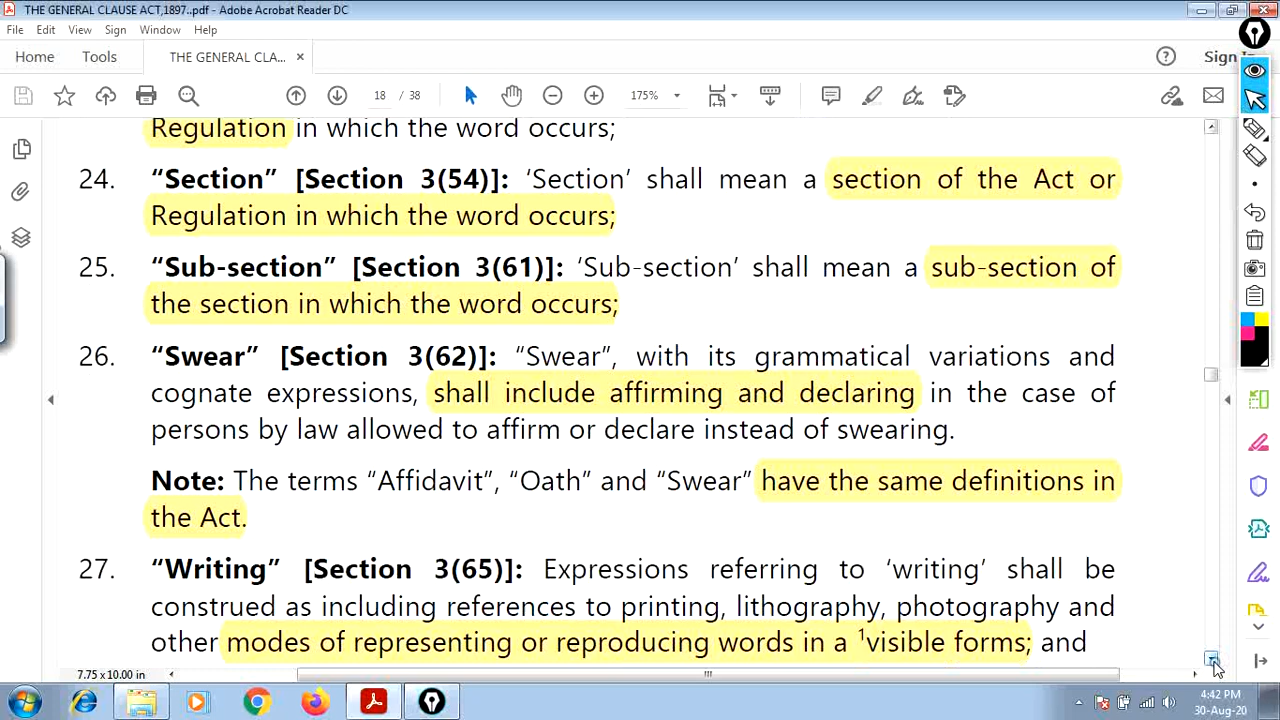 THE GENERAL CLAUSE ACT,1897..pdf - Adobe Acrobat Reader DC
File Edit View Sign Window Help
Home Tools THE GENERAL CLA... ×
18 / 38 175%
Regulation in which the word occurs;
24. “Section” [Section 3(54)]: ‘Section’ shall mean a section of the Act or
Regulation in which the word occurs;
25. “Sub-section” [Section 3(61)]: ‘Sub-section’ shall mean a sub-section of
the section in which the word occurs;
26. “Swear” [Section 3(62)]: “Swear”, with its grammatical variations and
cognate expressions, shall include affirming and declaring in the case of
persons by law allowed to affirm or declare instead of swearing.
Note: The terms “Affidavit”, “Oath” and “Swear” have the same definitions in
the Act.
27. “Writing” [Section 3(65)]: Expressions referring to ‘writing’ shall be
construed as including references to printing, lithography, photography and
other modes of representing or reproducing words in a ¹visible forms; and
7.75 x 10.00 in
4:42 PM
30-Aug-20